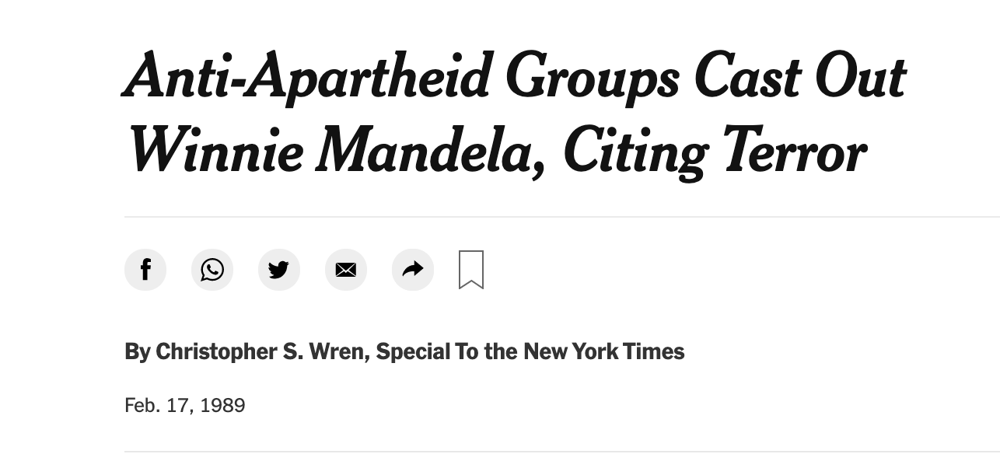 Anti-Apartheid Groups Cast Out
Winnie Mandela, Citing Terror
By Christopher S. Wren, Special To the New York Times
Feb. 17, 1989